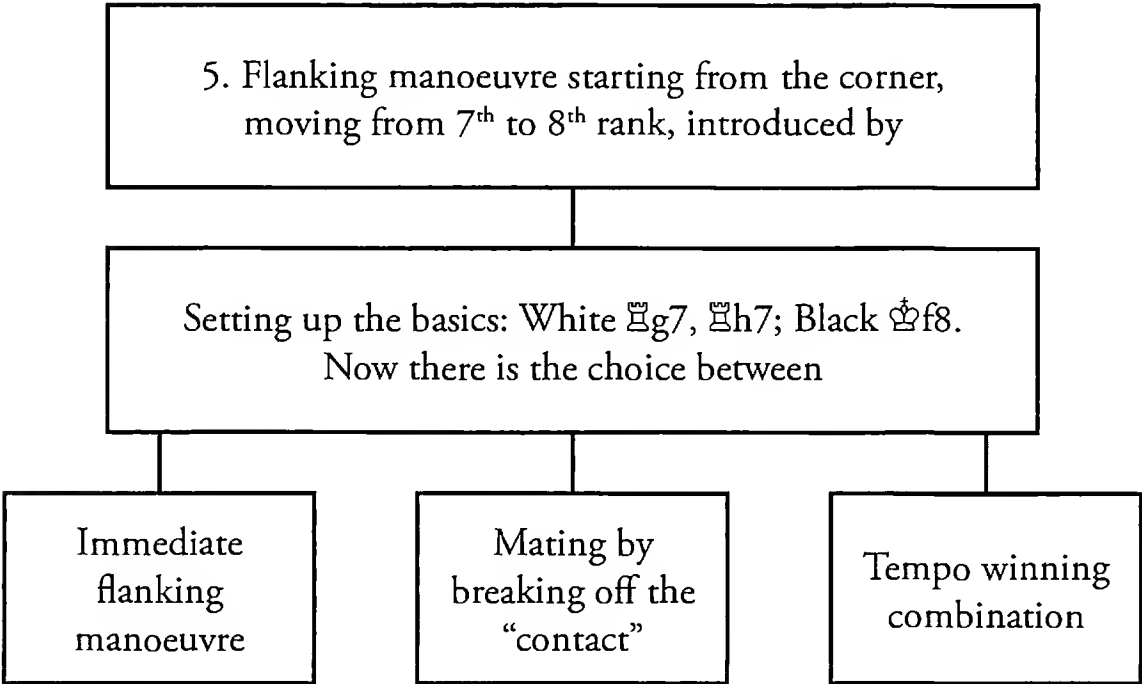 5. Flanking manoeuvre starting from the corner,
moving from 7th to 8th rank, introduced by
Setting up the basics: White ♖g7, ♖h7; Black ♔f8.
Now there is the choice between
Immediate
flanking
manoeuvre
Mating by
breaking off the
“contact”
Tempo winning
combination